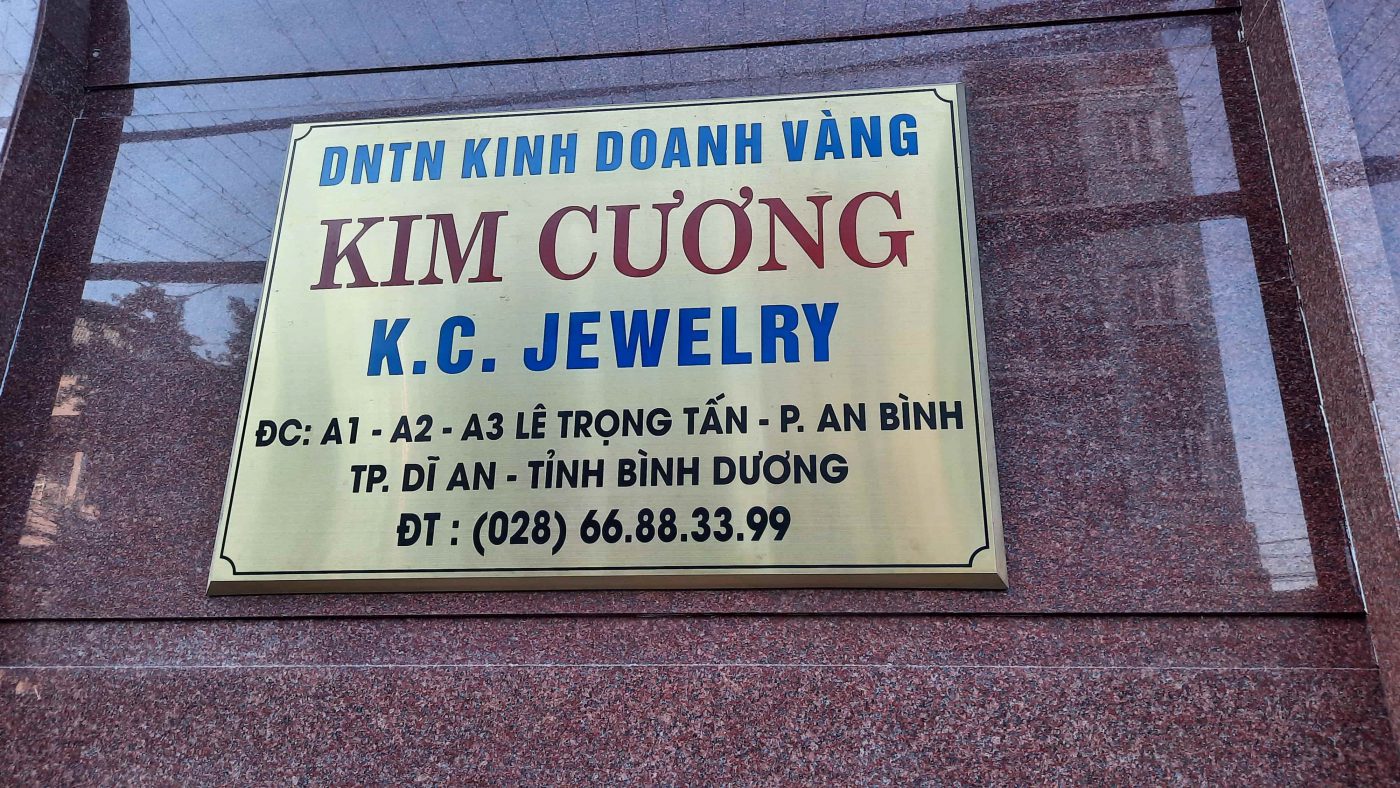 DNTN KINH DOANH VÀNG
KIM CƯƠNG
K.C. JEWELRY
ĐC: A1 - A2 - A3 LÊ TRỌNG TẤN - P. AN BÌNH
TP. DĨ AN - TỈNH BÌNH DƯƠNG
ĐT : (028) 66.88.33.99